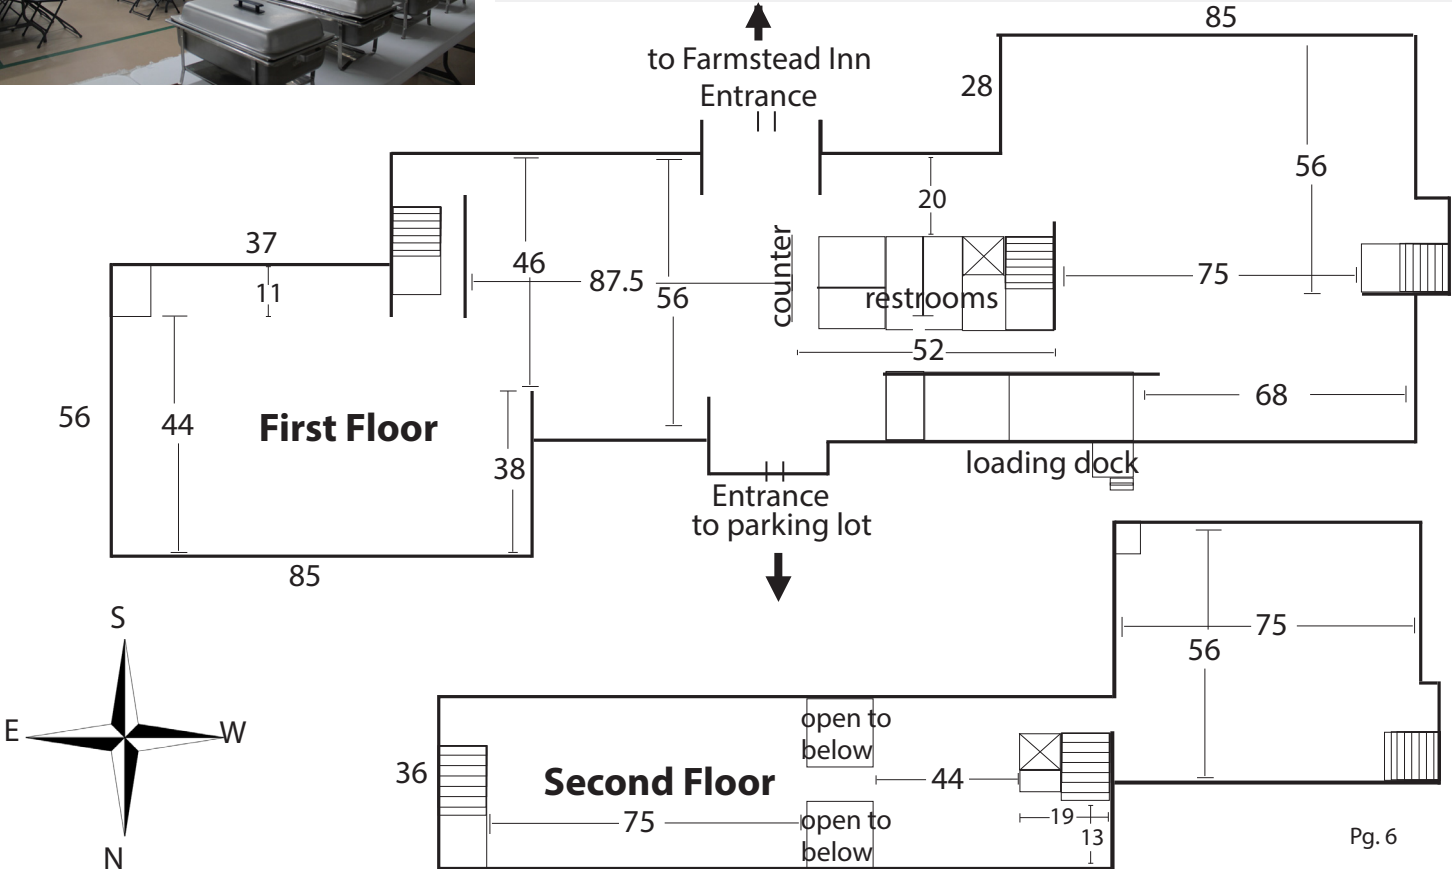 85
to Farmstead Inn
Entrance
28
56
20
37
46
87.5
56
11
counter
restrooms
75
52
68
56
44
First Floor
38
loading dock
Entrance
to parking lot
85
S
E
W
N
75
56
open to
below
36
Second Floor
44
75
open to
below
19
13
Pg. 6